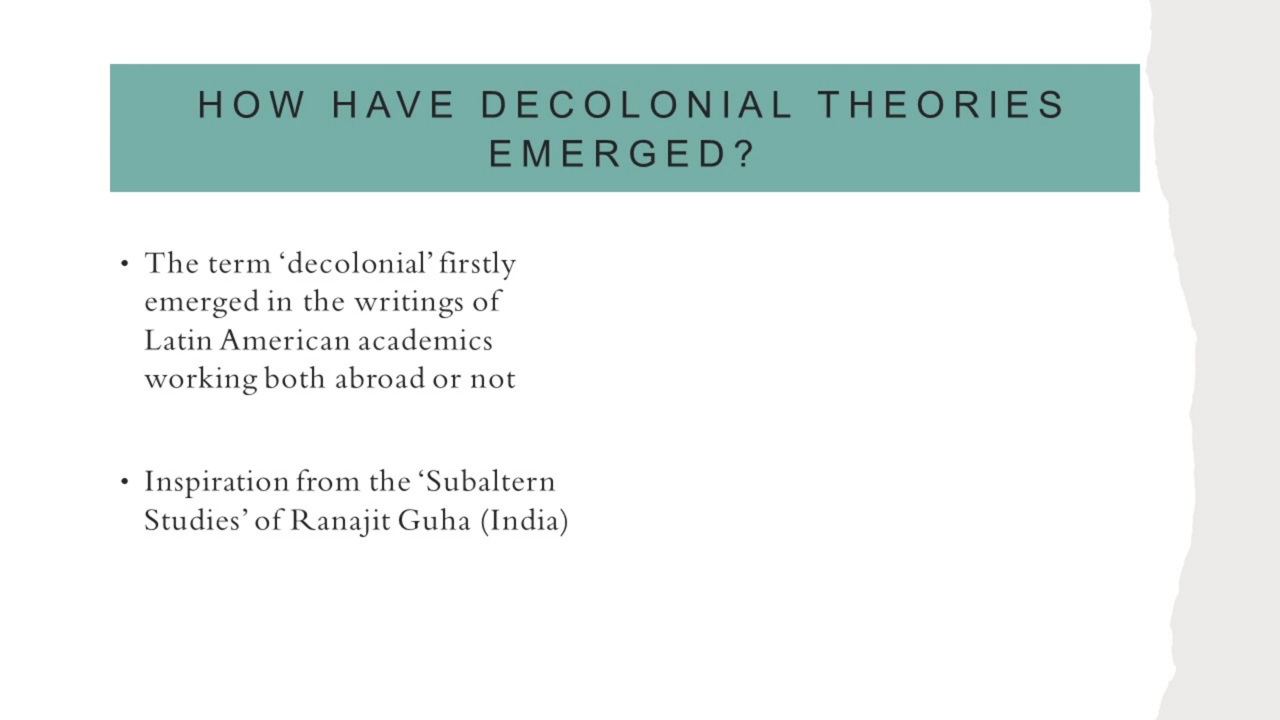 HOW HAVE DECOLONIAL THEORIES
EMERGED?
• The term ‘decolonial’ firstly
emerged in the writings of
Latin American academics
working both abroad or not
• Inspiration from the ‘Subaltern
Studies’ of Ranajit Guha (India)